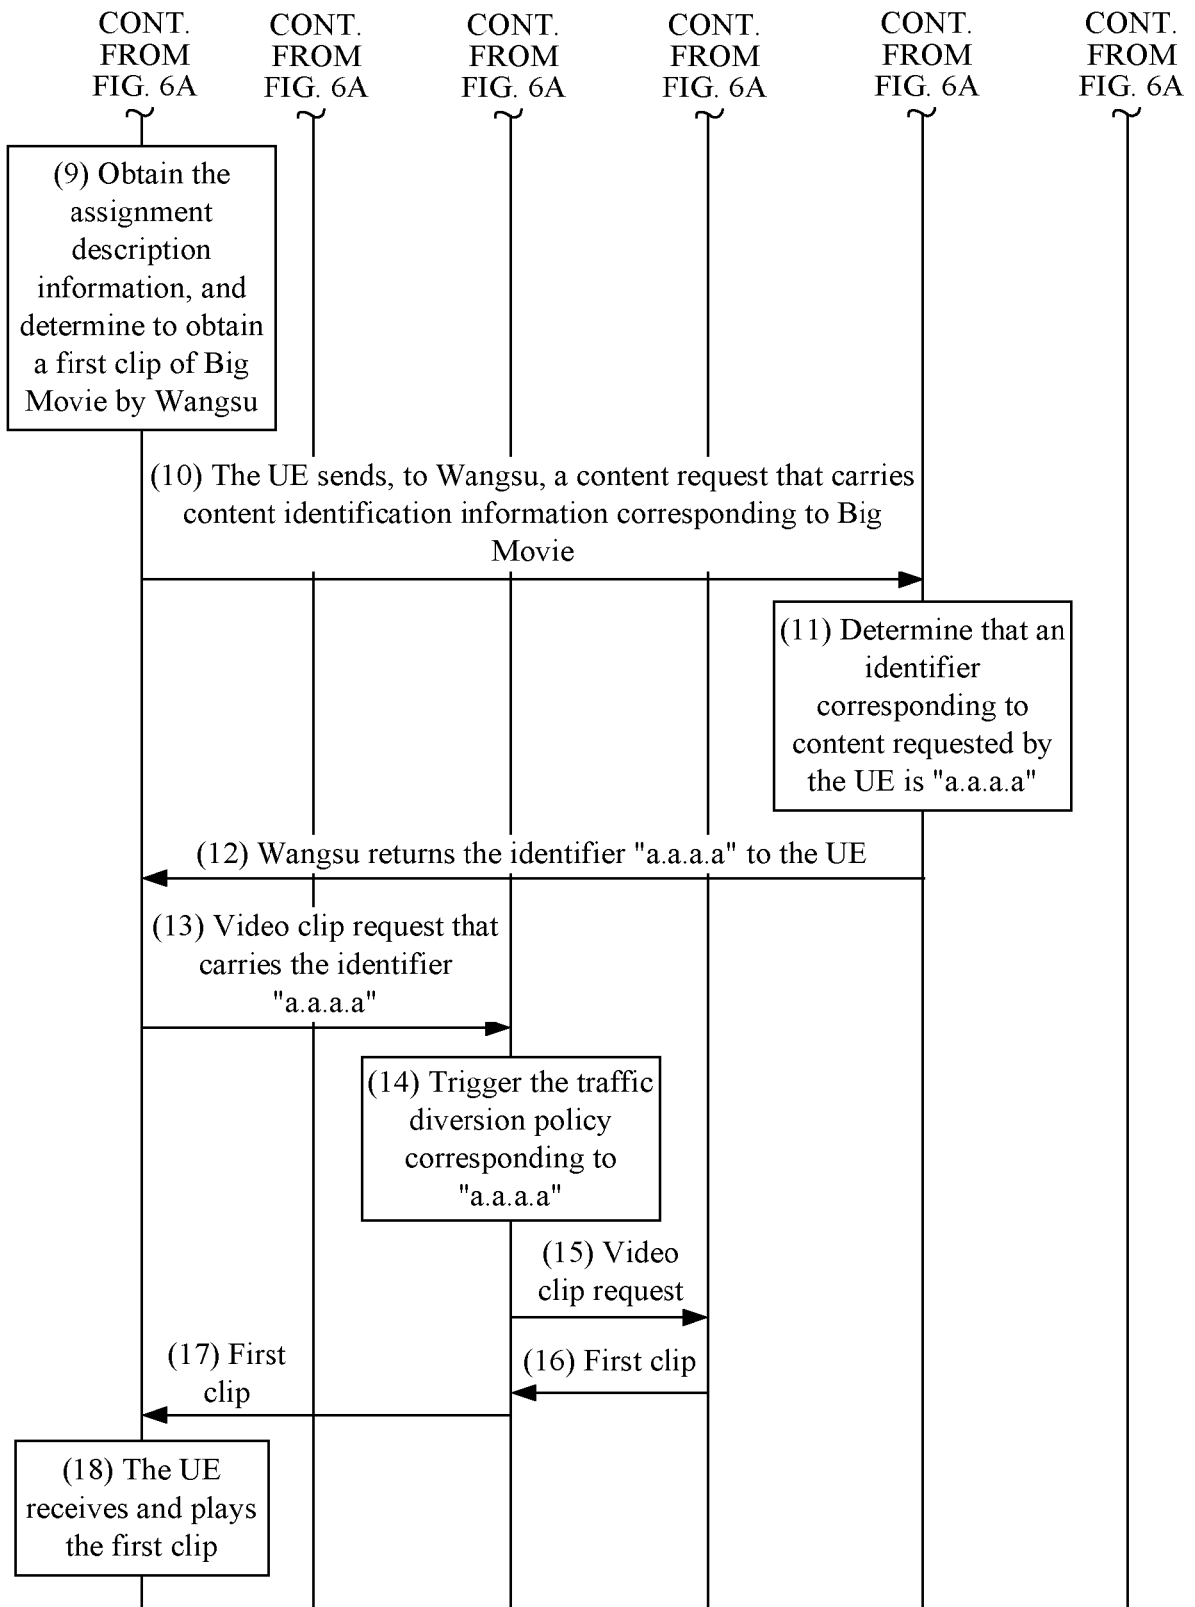 CONT.
FROM
FIG. 6A
CONT.
FROM
FIG. 6A
CONT.
FROM
FIG. 6A
CONT.
FROM
FIG. 6A
CONT.
FROM
FIG. 6A
CONT.
FROM
FIG. 6A
(9) Obtain the
assignment
description
information, and
determine to obtain
a first clip of Big
Movie by Wangsu
(10) The UE sends, to Wangsu, a content request that carries
content identification information corresponding to Big
Movie
(11) Determine that an
identifier
corresponding to
content requested by
the UE is "a.a.a.a"
(12) Wangsu returns the identifier "a.a.a.a" to the UE
(13) Video clip request that
carries the identifier
"a.a.a.a"
(14) Trigger the traffic
diversion policy
corresponding to
"a.a.a.a"
(15) Video
clip request
(16) First clip
(17) First
clip
(18) The UE
receives and plays
the first clip